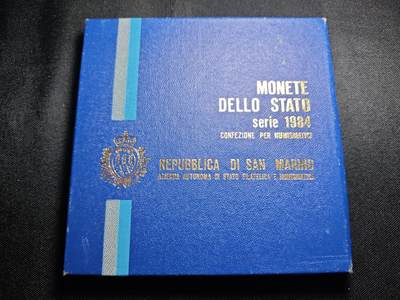 MONETE
DELLO STATO
serie 1984
CONFEZIONE PER NUMISMATICI
REPUBBLICA DI SAN MARINO
AZIENDA AUTONOMA DI STATO FILATELICA E NUMISMATICA